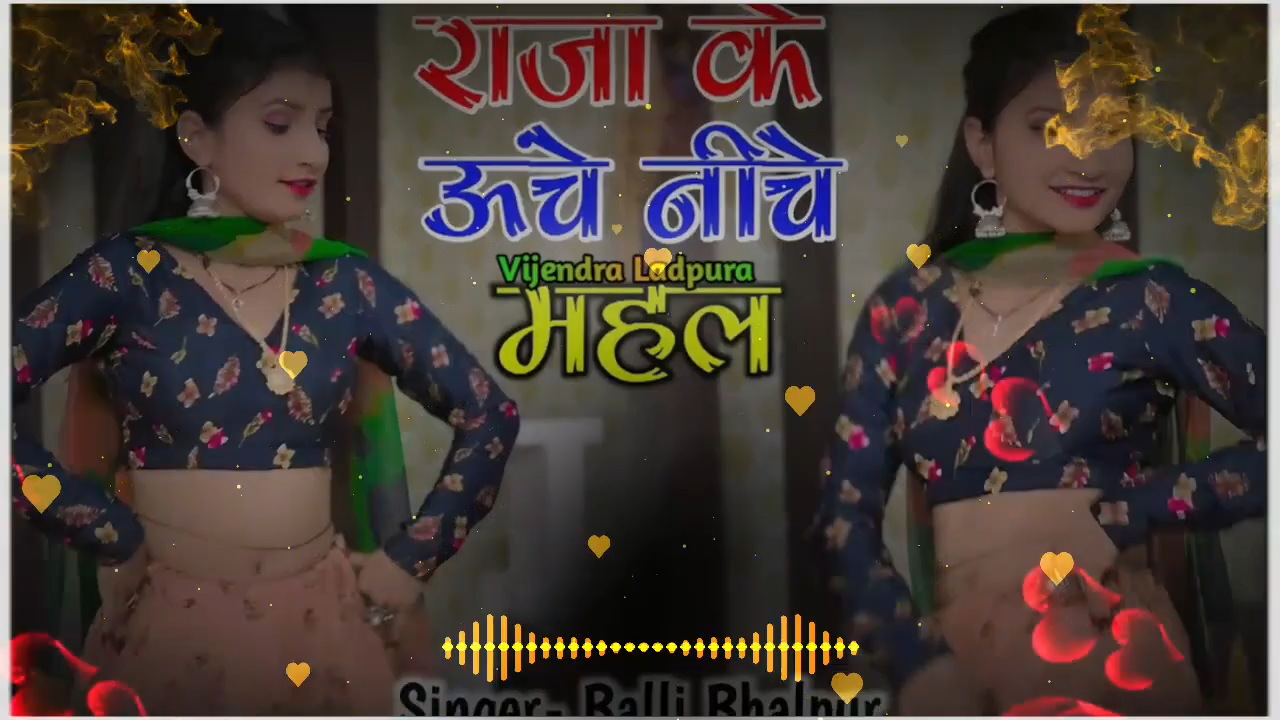 राजा के
ऊचे नीचे
Vijendra Ladpura
महल
Singer- Balli Bhalpur